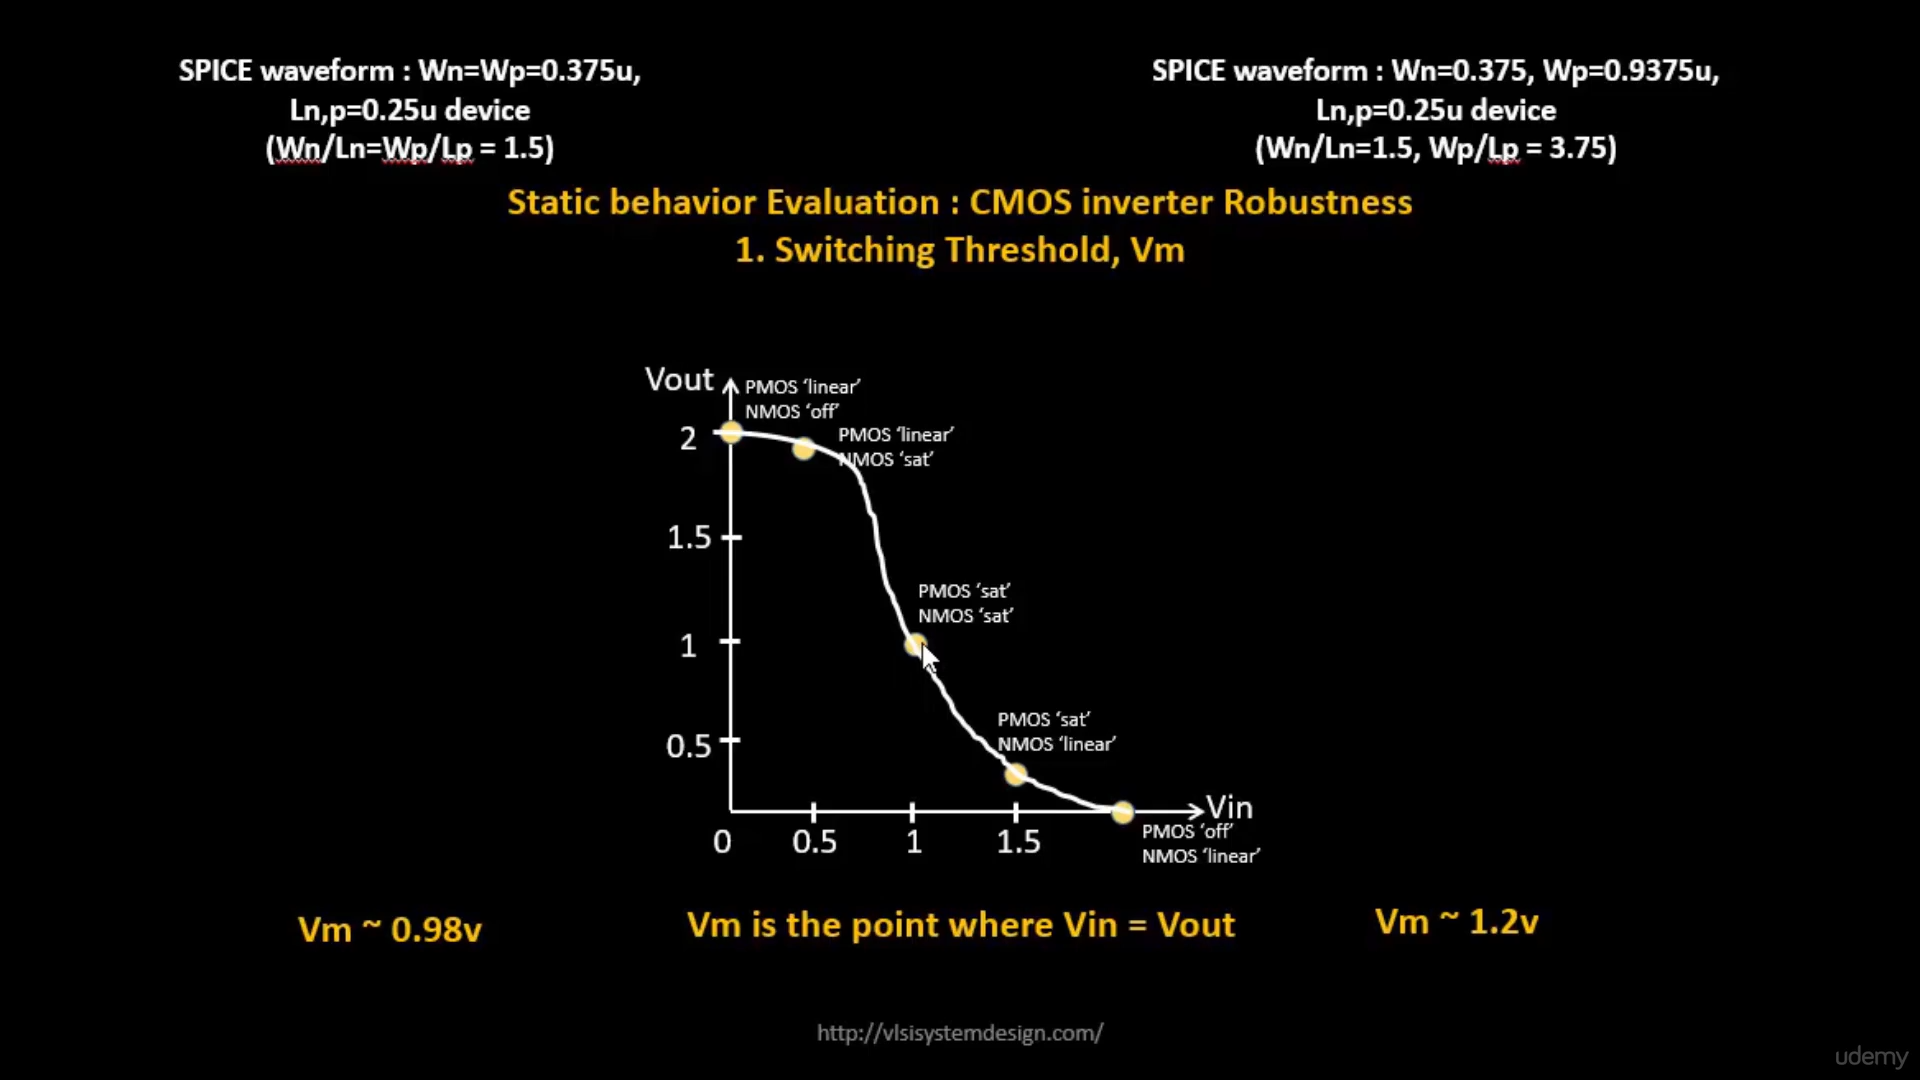 SPICE waveform : Wn=Wp=0.375u,
Ln,p=0.25u device
(Wn/Ln=Wp/Lp = 1.5)
SPICE waveform : Wn=0.375, Wp=0.9375u,
Ln,p=0.25u device
(Wn/Ln=1.5, Wp/Lp = 3.75)
Static behavior Evaluation : CMOS inverter Robustness
1. Switching Threshold, Vm
Vout
PMOS ‘linear’
NMOS ‘off’
2
PMOS ‘linear’
NMOS ‘sat’
1.5
PMOS ‘sat’
NMOS ‘sat’
1
PMOS ‘sat’
NMOS ‘linear’
0.5
Vin
PMOS ‘off’
NMOS ‘linear’
0 0.5 1 1.5
Vm ~ 0.98v
Vm is the point where Vin = Vout
Vm ~ 1.2v
http://vlsisystemdesign.com/
udemy